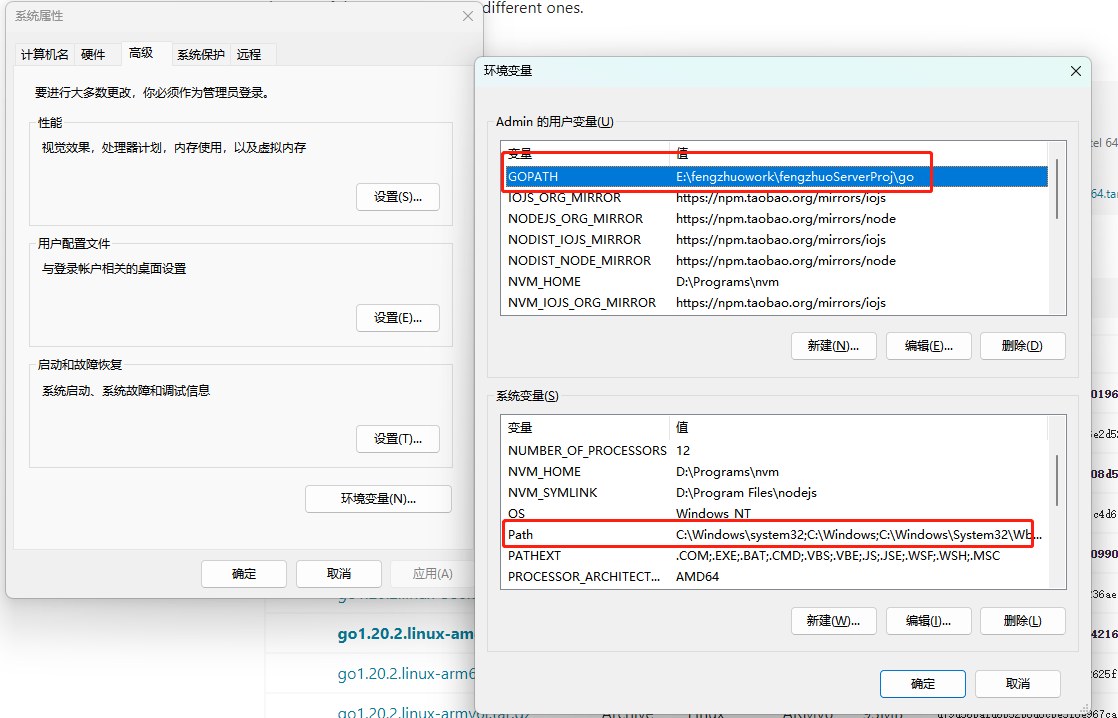 different ones.
系统属性
计算机名 硬件 高级 系统保护 远程
要进行大多数更改，你必须作为管理员登录。
性能
视觉效果，处理器计划，内存使用，以及虚拟内存
设置(S)...
用户配置文件
与登录帐户相关的桌面设置
设置(E)...
启动和故障恢复
系统启动、系统故障和调试信息
设置(T)...
环境变量(N)...
确定 取消 应用(A)
环境变量
Admin 的用户变量(U)
变量 值
GOPATH E:\fengzhuowork\fengzhuoServerProj\go
IOJS_ORG_MIRROR https://npm.taobao.org/mirrors/iojs
NODEJS_ORG_MIRROR https://npm.taobao.org/mirrors/node
NODIST_IOJS_MIRROR https://npm.taobao.org/mirrors/iojs
NODIST_NODE_MIRROR https://npm.taobao.org/mirrors/node
NVM_HOME D:\Programs\nvm
NVM_IOJS_ORG_MIRROR https://npm.taobao.org/mirrors/iojs
新建(N)... 编辑(E)... 删除(D)
系统变量(S)
变量 值
NUMBER_OF_PROCESSORS 12
NVM_HOME D:\Programs\nvm
NVM_SYMLINK D:\Program Files\nodejs
OS Windows_NT
Path C:\Windows\system32;C:\Windows;C:\Windows\System32\Wb...
PATHEXT .COM;.EXE;.BAT;.CMD;.VBS;.VBE;.JS;.JSE;.WSF;.WSH;.MSC
PROCESSOR_ARCHITECT... AMD64
新建(W)... 编辑(I)... 删除(L)
确定 取消
go1.20.2.linux-am
go1.20.2.linux-arm6